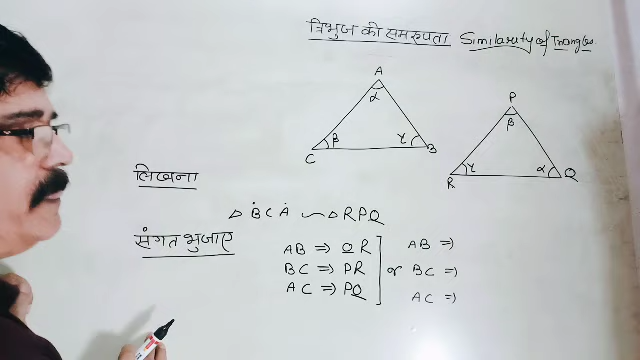 त्रिभुज की समरूपता Similarity of Triangles.
A
α
β
γ
C
B
P
β
γ
α
R
Q
लिखना
△ BCA ∽ △ RPQ
संगत भुजाए
AB ⇒ QR
BC ⇒ PR
AC ⇒ PQ
or
AB ⇒
BC ⇒
AC ⇒